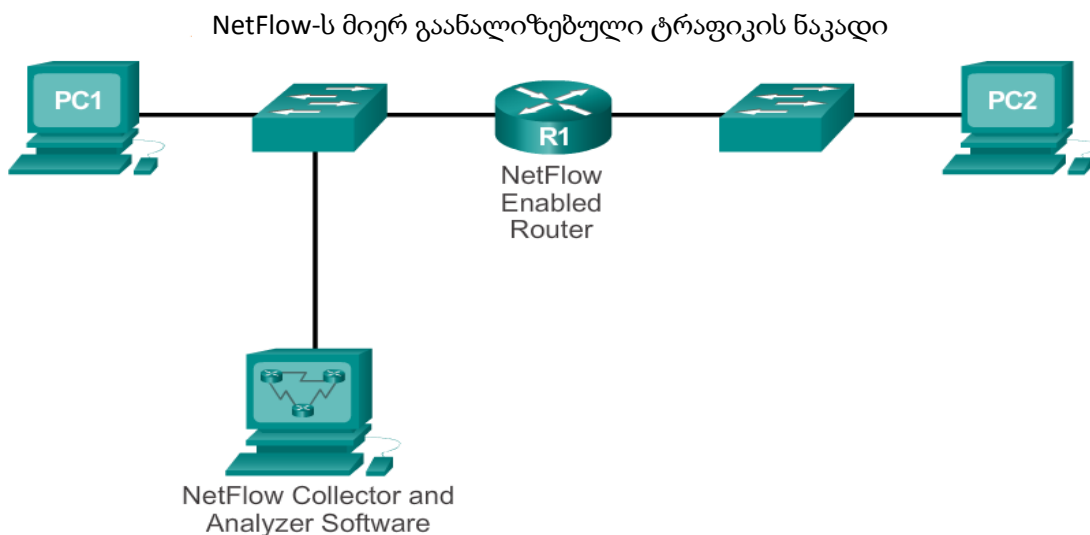 NetFlow-ს მიერ გაანალიზებული ტრაფიკის ნაკადი
PC1
R1
PC2
NetFlow
Enabled
Router
NetFlow Collector and
Analyzer Software